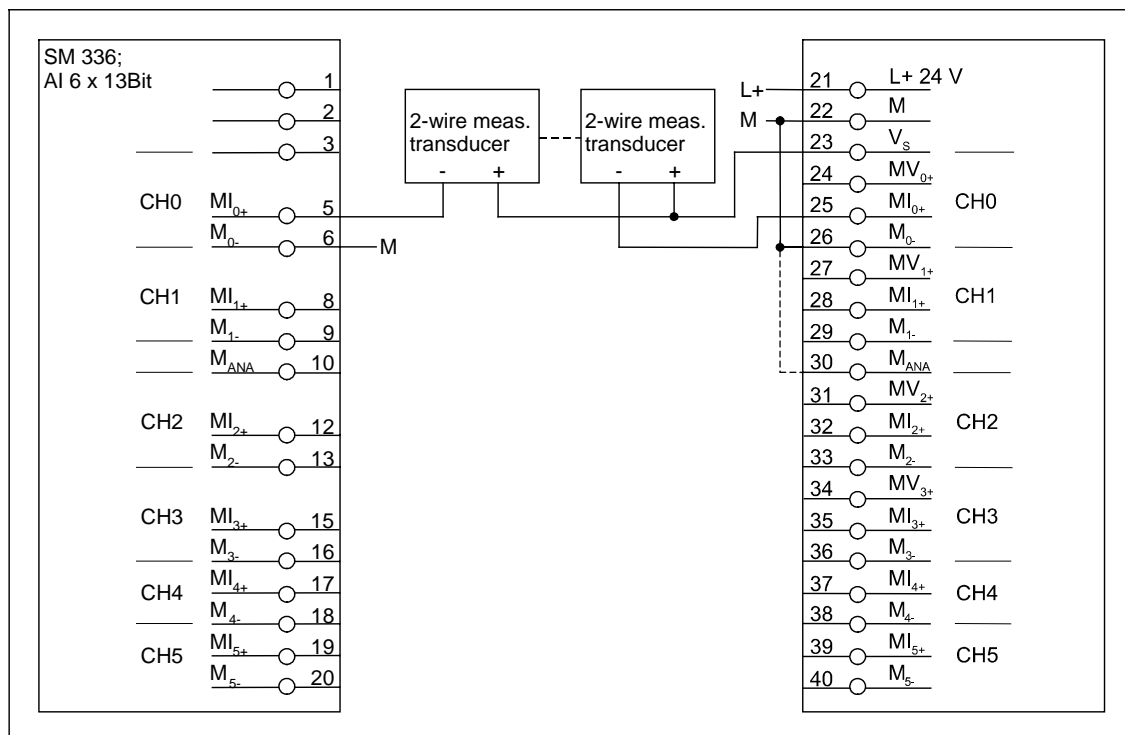 SM 336;
AI 6 x 13Bit
1
2
3
CH0
MI0+ 5
M0- 6 M
CH1
MI1+ 8
M1- 9
MANA 10
CH2
MI2+ 12
M2- 13
CH3
MI3+ 15
M3- 16
CH4
MI4+ 17
M4- 18
CH5
MI5+ 19
M5- 20
2-wire meas.
transducer
- +
2-wire meas.
transducer
- +
L+ 21 L+ 24 V
M 22 M
23 VS
24 MV0+
25 MI0+ CH0
26 M0-
27 MV1+
28 MI1+ CH1
29 M1-
30 MANA
31 MV2+
32 MI2+ CH2
33 M2-
34 MV3+
35 MI3+ CH3
36 M3-
37 MI4+ CH4
38 M4-
39 MI5+ CH5
40 M5-